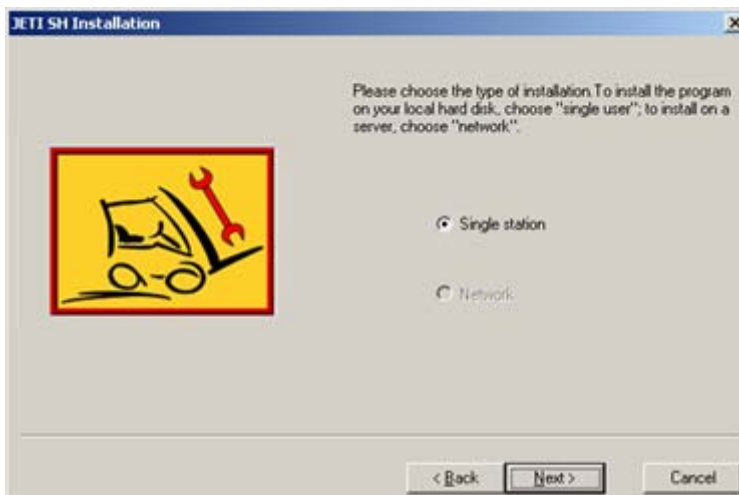 JETI SH Installation
Please choose the type of installation.To install the program
on your local hard disk, choose "single user"; to install on a
server, choose "network".
Single station
Network
< Back
Next >
Cancel